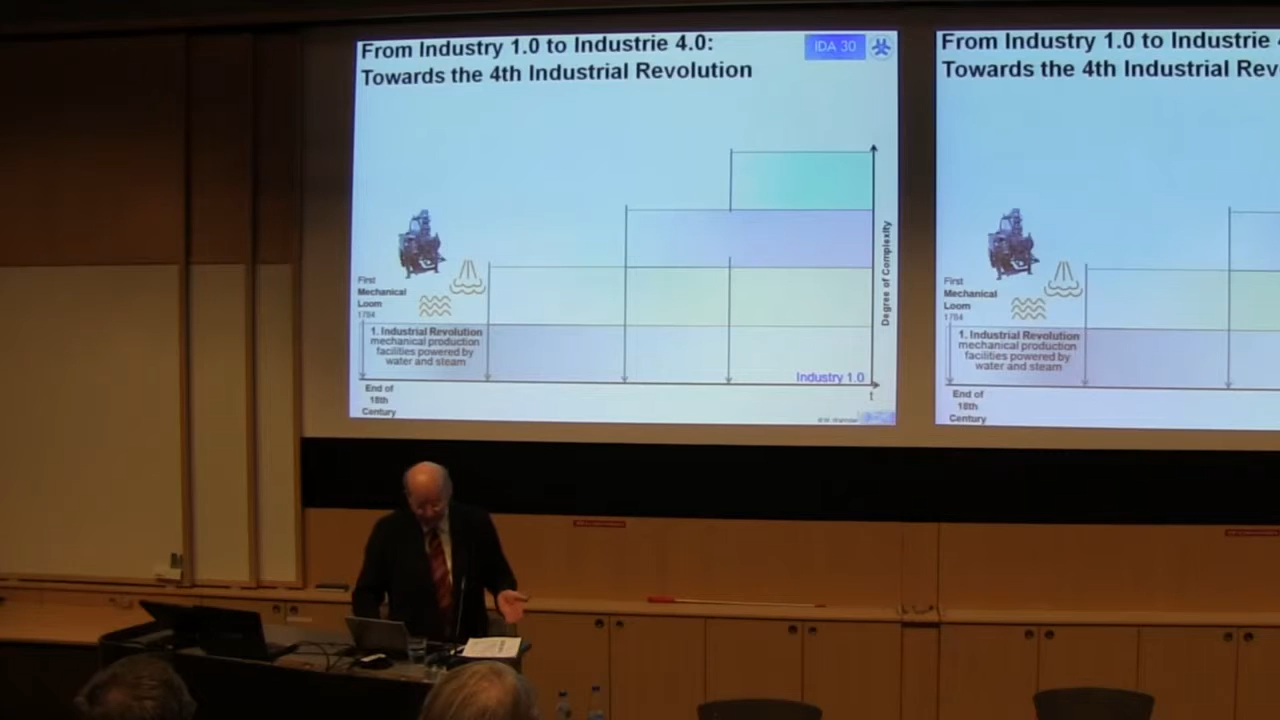 From Industry 1.0 to Industrie 4.0:
Towards the 4th Industrial Revolution
IDA 30
First
Mechanical
Loom
1784
1. Industrial Revolution
mechanical production
facilities powered by
water and steam
End of
18th
Century
Degree of Complexity
Industry 1.0
t
From Industry 1.0 to Industrie
Towards the 4th Industrial Rev
First
Mechanical
Loom
1784
1. Industrial Revolution
mechanical production
facilities powered by
water and steam
End of
18th
Century